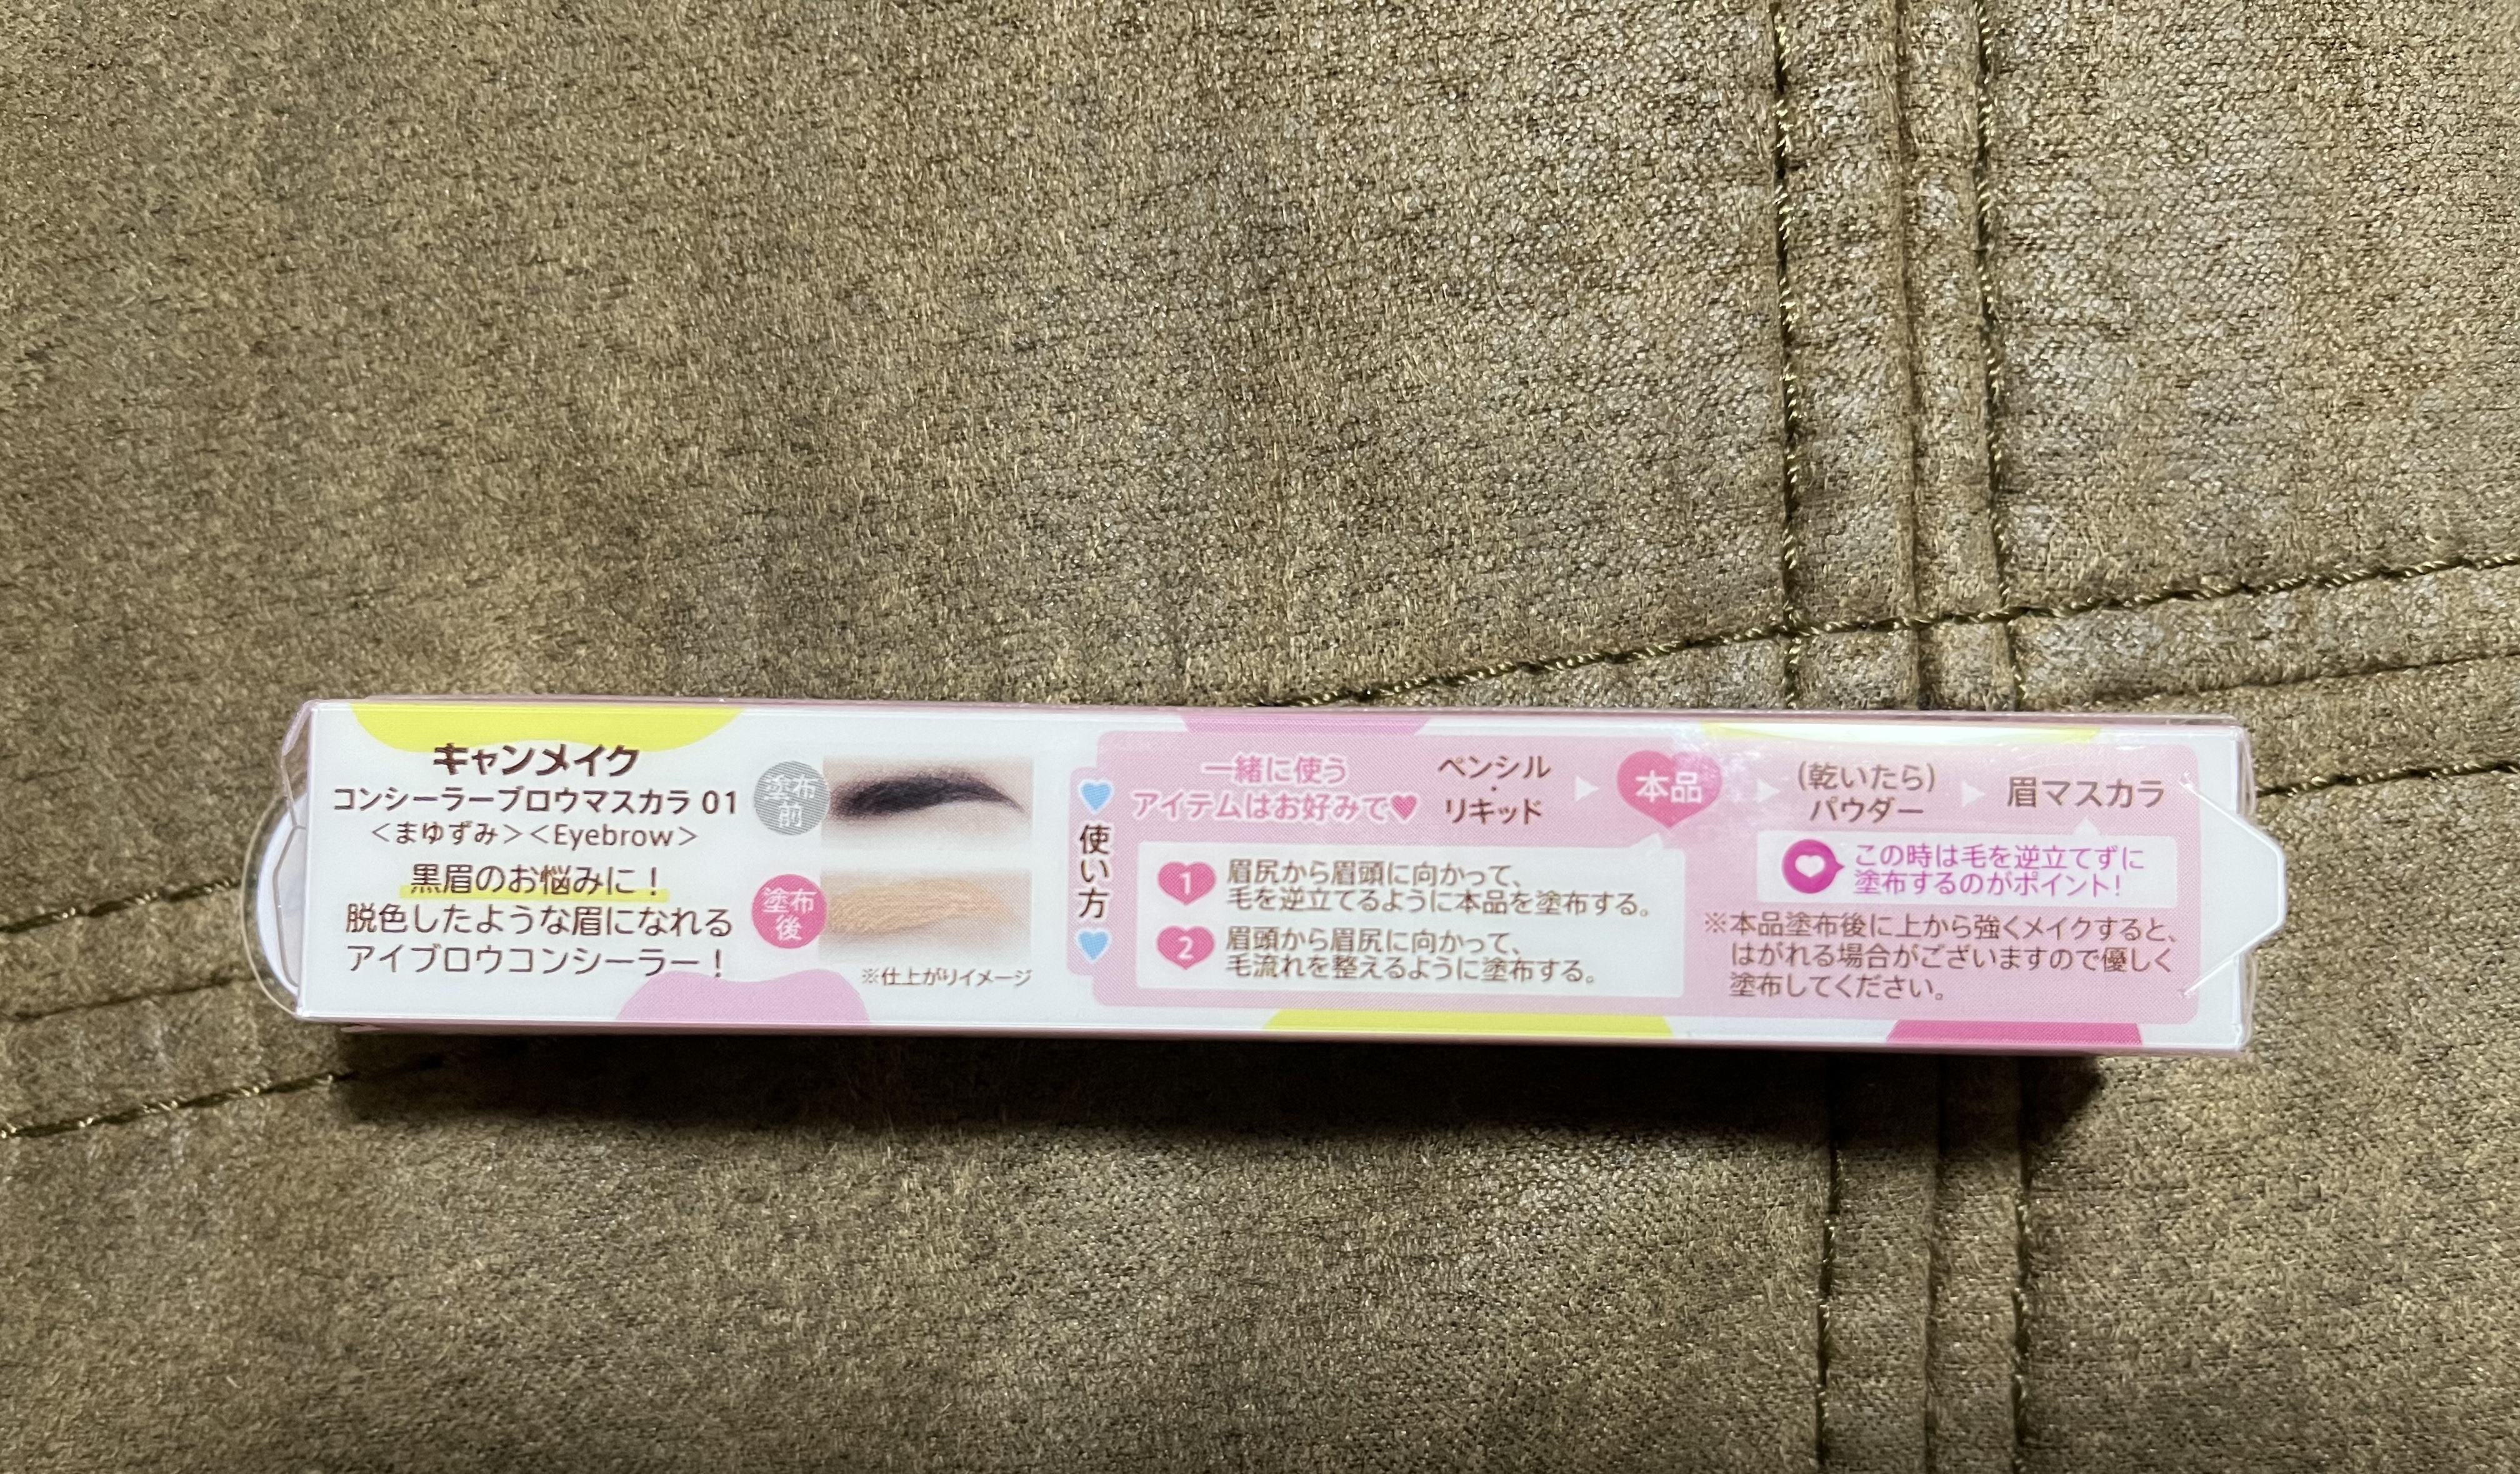 キャンメイク
コンシーラーブロウマスカラ 01
＜まゆずみ＞＜Eyebrow＞
黒眉のお悩みに！
脱色したような眉になれる
アイブロウコンシーラー！
塗布
前
塗布
後
※仕上がりイメージ
使い方
一緒に使う
アイテムはお好みで♥
ペンシル
・
リキッド
本品
(乾いたら)
パウダー
眉マスカラ
1 眉尻から眉頭に向かって、
毛を逆立てるように本品を塗布する。
2 眉頭から眉尻に向かって、
毛流れを整えるように塗布する。
この時は毛を逆立てずに
塗布するのがポイント！
※本品塗布後に上から強くメイクすると、
はがれる場合がございますので優しく
塗布してください。